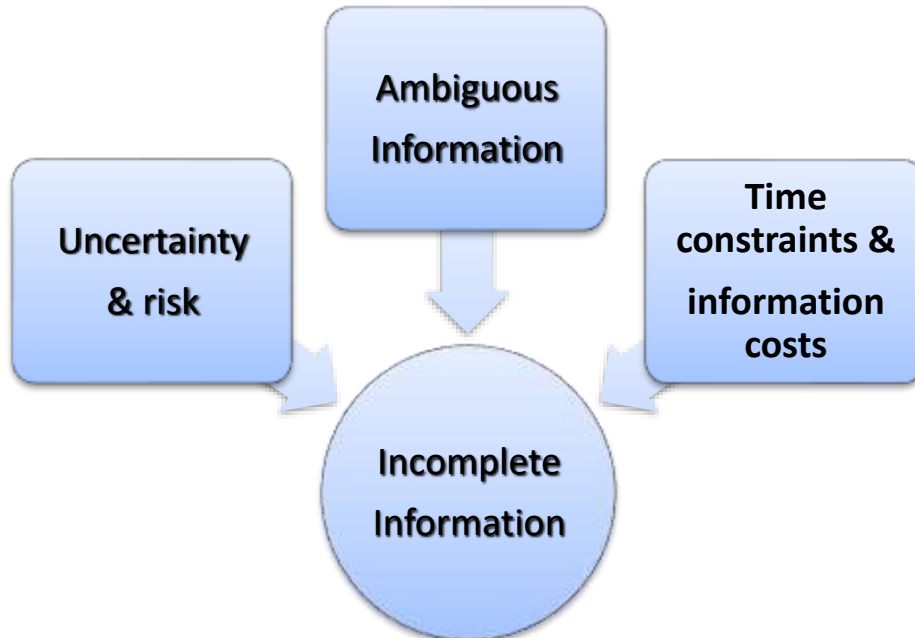 Ambiguous
Information
Uncertainty
& risk
Time
constraints &
information
costs
Incomplete
Information